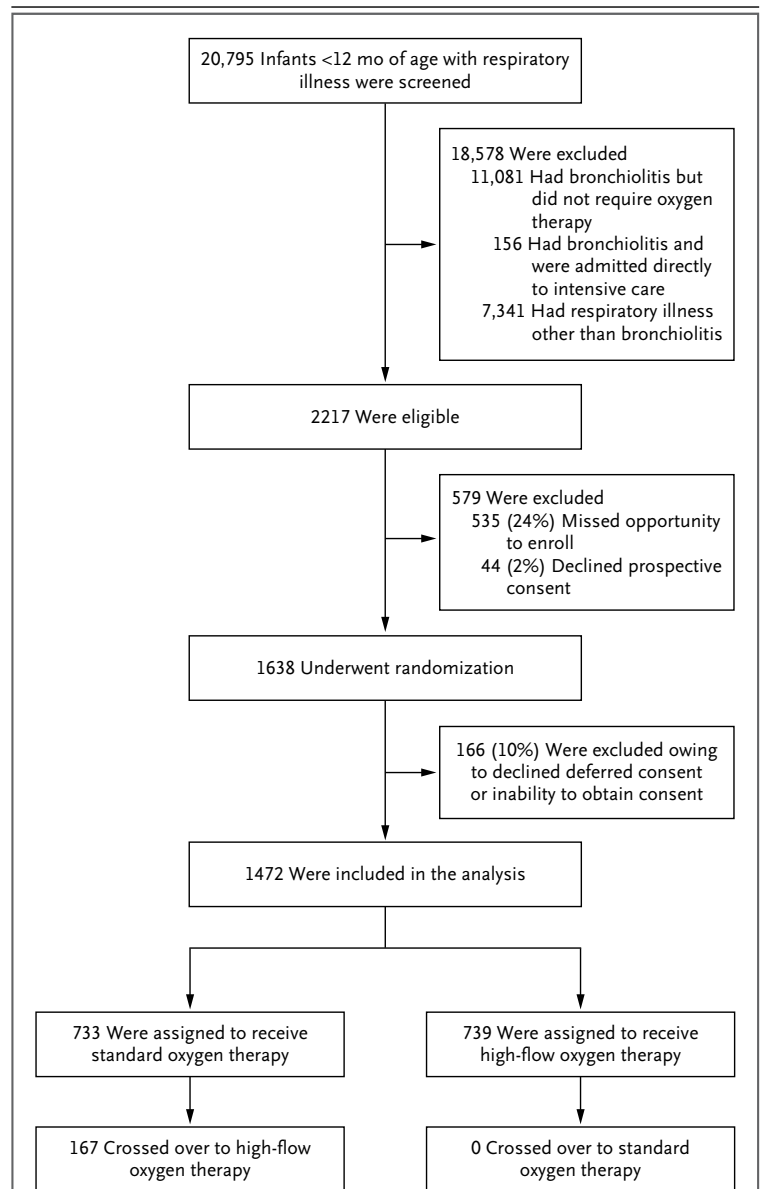 20,795 Infants <12 mo of age with respiratory
illness were screened
18,578 Were excluded
11,081 Had bronchiolitis but
did not require oxygen
therapy
156 Had bronchiolitis and
were admitted directly
to intensive care
7,341 Had respiratory illness
other than bronchiolitis
2217 Were eligible
579 Were excluded
535 (24%) Missed opportunity
to enroll
44 (2%) Declined prospective
consent
1638 Underwent randomization
166 (10%) Were excluded owing
to declined deferred consent
or inability to obtain consent
1472 Were included in the analysis
733 Were assigned to receive
standard oxygen therapy
739 Were assigned to receive
high-flow oxygen therapy
167 Crossed over to high-flow
oxygen therapy
0 Crossed over to standard
oxygen therapy